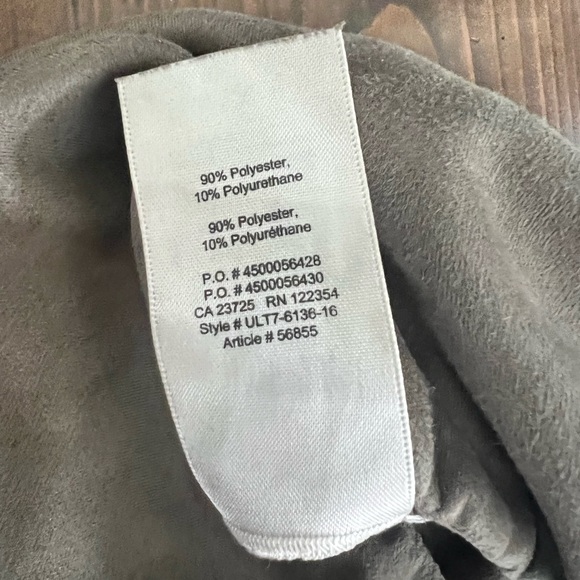 90% Polyester,
10% Polyurethane
90% Polyester,
10% Polyuréthane
P.O. # 4500056428
P.O. # 4500056430
CA 23725 RN 122354
Style # ULT7-6136-16
Article # 56855